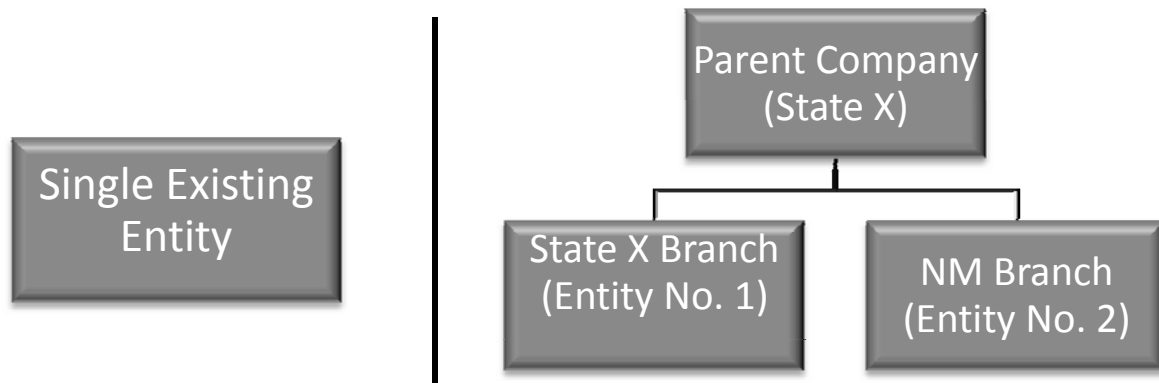 Single Existing
Entity
Parent Company
(State X)
State X Branch
(Entity No. 1)
NM Branch
(Entity No. 2)